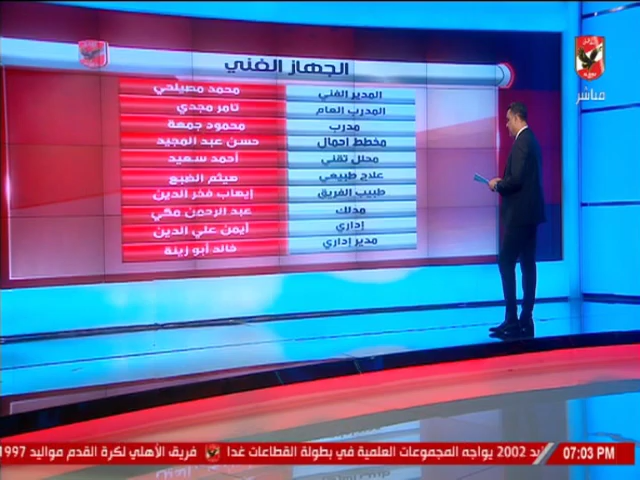 الجهاز الفني
المدير الفني محمد مصيلحي
المدرب العام تامر مجدي
مدرب محمود جمعة
مخطط احمال حسن عبد المجيد
محلل تقني أحمد سعيد
علاج طبيعي هيثم الضبع
طبيب الفريق إيهاب فخر الدين
مدلك عبد الرحمن مكي
إداري أيمن علي الدين
مدير إداري خالد أبو زينة
مباشر
07:03 PM يد 2002 يواجه المجموعات العلمية في بطولة القطاعات غدا فريق الأهلي لكرة القدم مواليد 1997